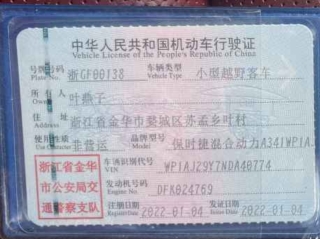 中华人民共和国机动车行驶证
Vehicle License of the People's Republic of China
号牌号码 浙GF00138 车辆类型 小型越野客车
Plate No. Vehicle Type
所有人 叶燕子
Owner
住址 浙江省金华市婺城区苏孟乡叶村
Address
使用性质 非营运 品牌型号 保时捷混合动力A34IWP1A
Use Character Model
浙江省金华市公安局交通警察支队
车辆识别代号 WP1AJ29Y7NDA40774
VIN
发动机号码 DFK024769
Engine No.
注册日期 2022-01-04 发证日期 2022-01-04
Register Date Issue Date